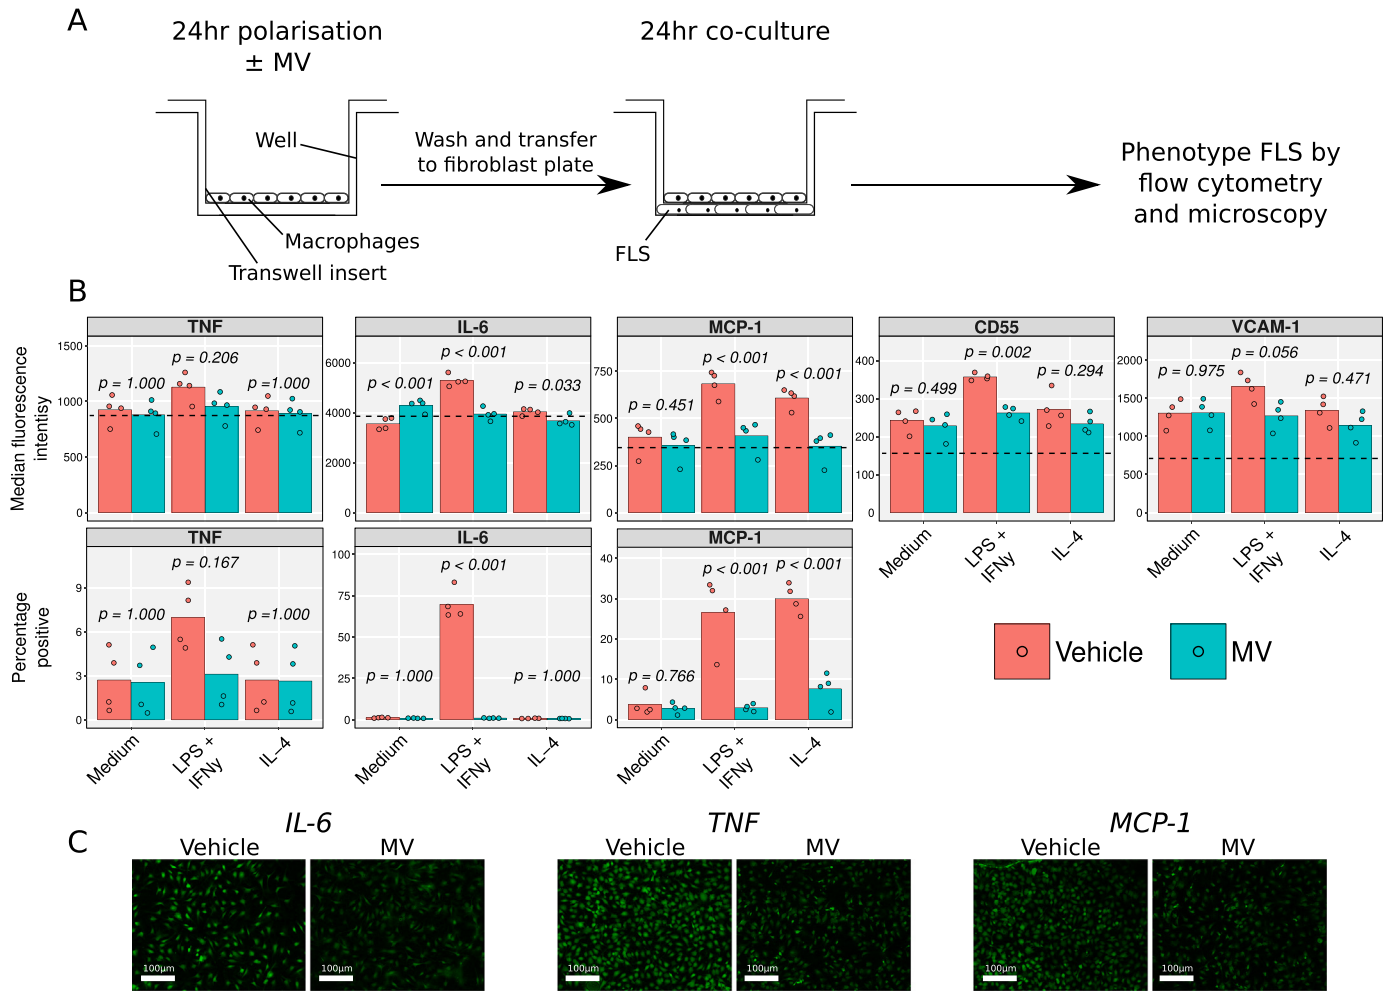 A
24hr polarisation
± MV
24hr co-culture
Well
Wash and transfer
to fibroblast plate
Macrophages
Transwell insert
FLS
Phenotype FLS by
flow cytometry
and microscopy
B
Median fluorescence
intentisy
TNF
1500
1000
500
0
p = 1.000
p = 0.206
p =1.000
IL-6
6000
4000
2000
0
p < 0.001
p < 0.001
p = 0.033
MCP-1
750
500
250
0
p = 0.451
p <0.001
p <0.001
CD55
400
300
200
100
0
p = 0.499
p = 0.002
p = 0.294
Medium
LPS +
IFNy
IL-4
VCAM-1
2000
1500
1000
500
0
p = 0.975
p = 0.056
p = 0.471
Medium
LPS +
IFNy
IL-4
Percentage
positive
TNF
9
6
3
0
p = 1.000
p = 0.167
p =1.000
Medium
LPS +
IFNy
IL-4
IL-6
100
75
50
25
0
p = 1.000
p <0.001
p = 1.000
Medium
LPS +
IFNy
IL-4
MCP-1
40
30
20
10
0
p = 0.766
p <0.001
p <0.001
Medium
LPS +
IFNy
IL-4
Vehicle
MV
C
IL-6
Vehicle
MV
100µm
100µm
TNF
Vehicle
MV
100µm
100µm
MCP-1
Vehicle
MV
100µm
100µm